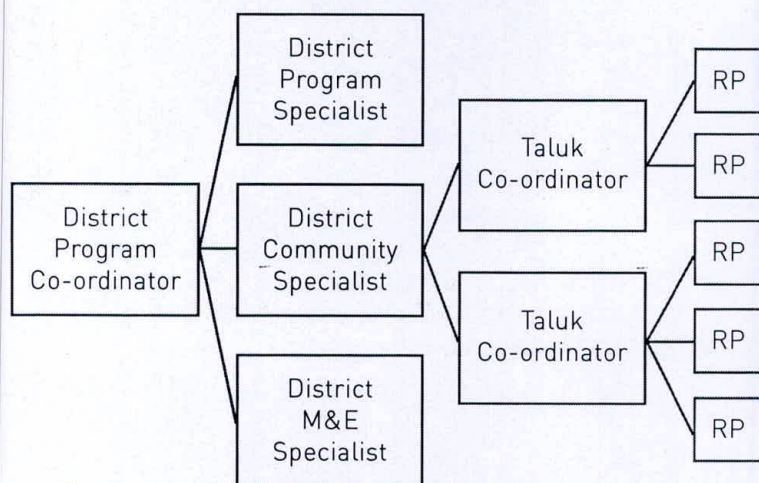 District
Program
Co-ordinator
District
Program
Specialist
District
Community
Specialist
District
M&E
Specialist
Taluk
Co-ordinator
Taluk
Co-ordinator
RP
RP
RP
RP
RP